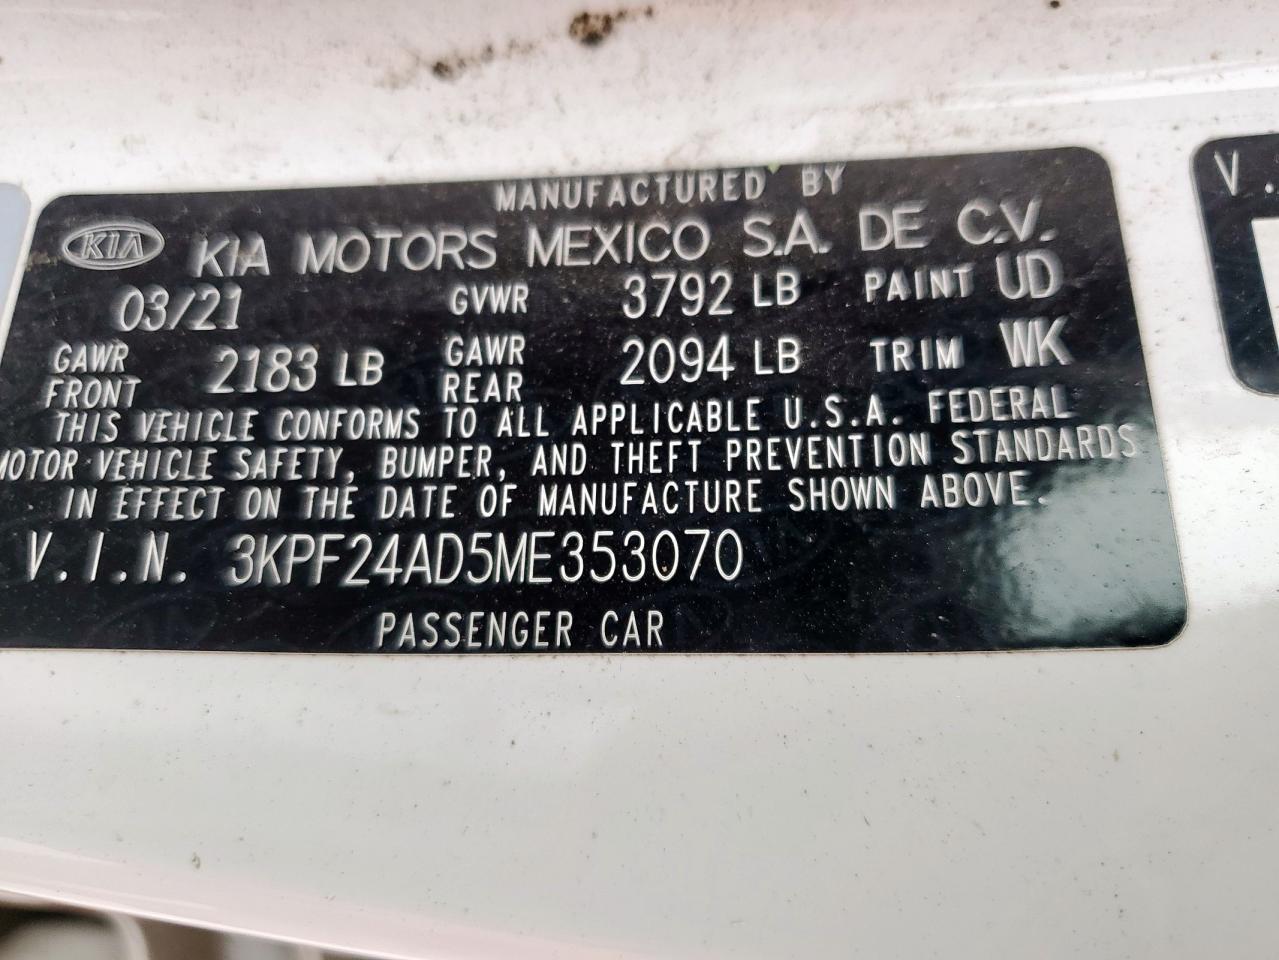 MANUFACTURED BY
KIA KIA MOTORS MEXICO S.A. DE C.V.
03/21 GVWR 3792 LB PAINT UD
GAWR FRONT 2183 LB GAWR REAR 2094 LB TRIM WK
THIS VEHICLE CONFORMS TO ALL APPLICABLE U.S.A. FEDERAL
MOTOR VEHICLE SAFETY, BUMPER, AND THEFT PREVENTION STANDARDS
IN EFFECT ON THE DATE OF MANUFACTURE SHOWN ABOVE.
V.I.N. 3KPF24AD5ME353070
PASSENGER CAR
V.